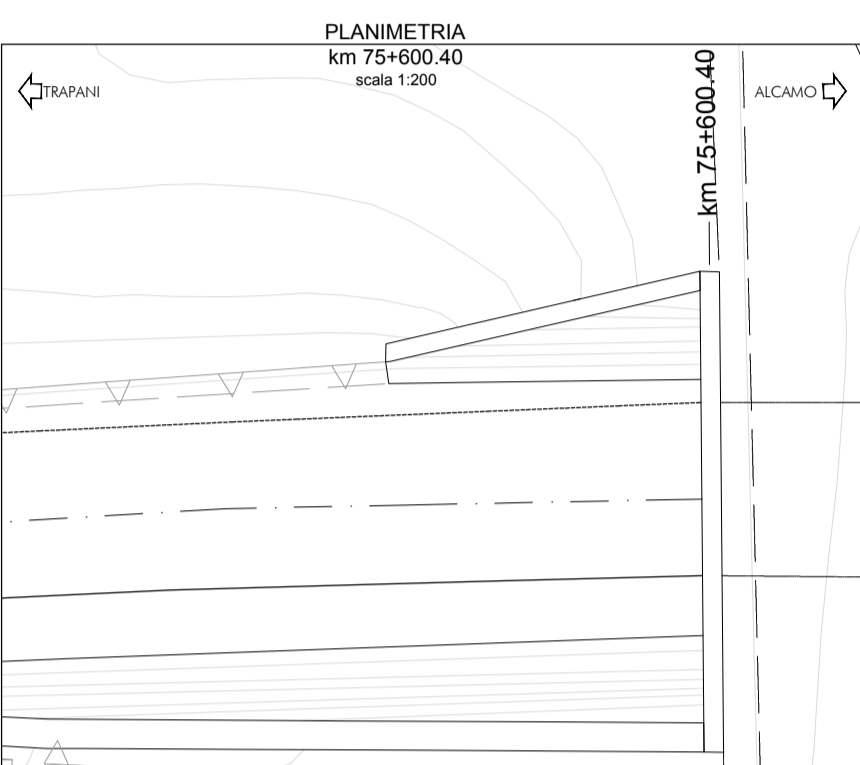 PLANIMETRIA
km 75+600.40
scala 1:200
TRAPANI
km 75+600.40
ALCAMO